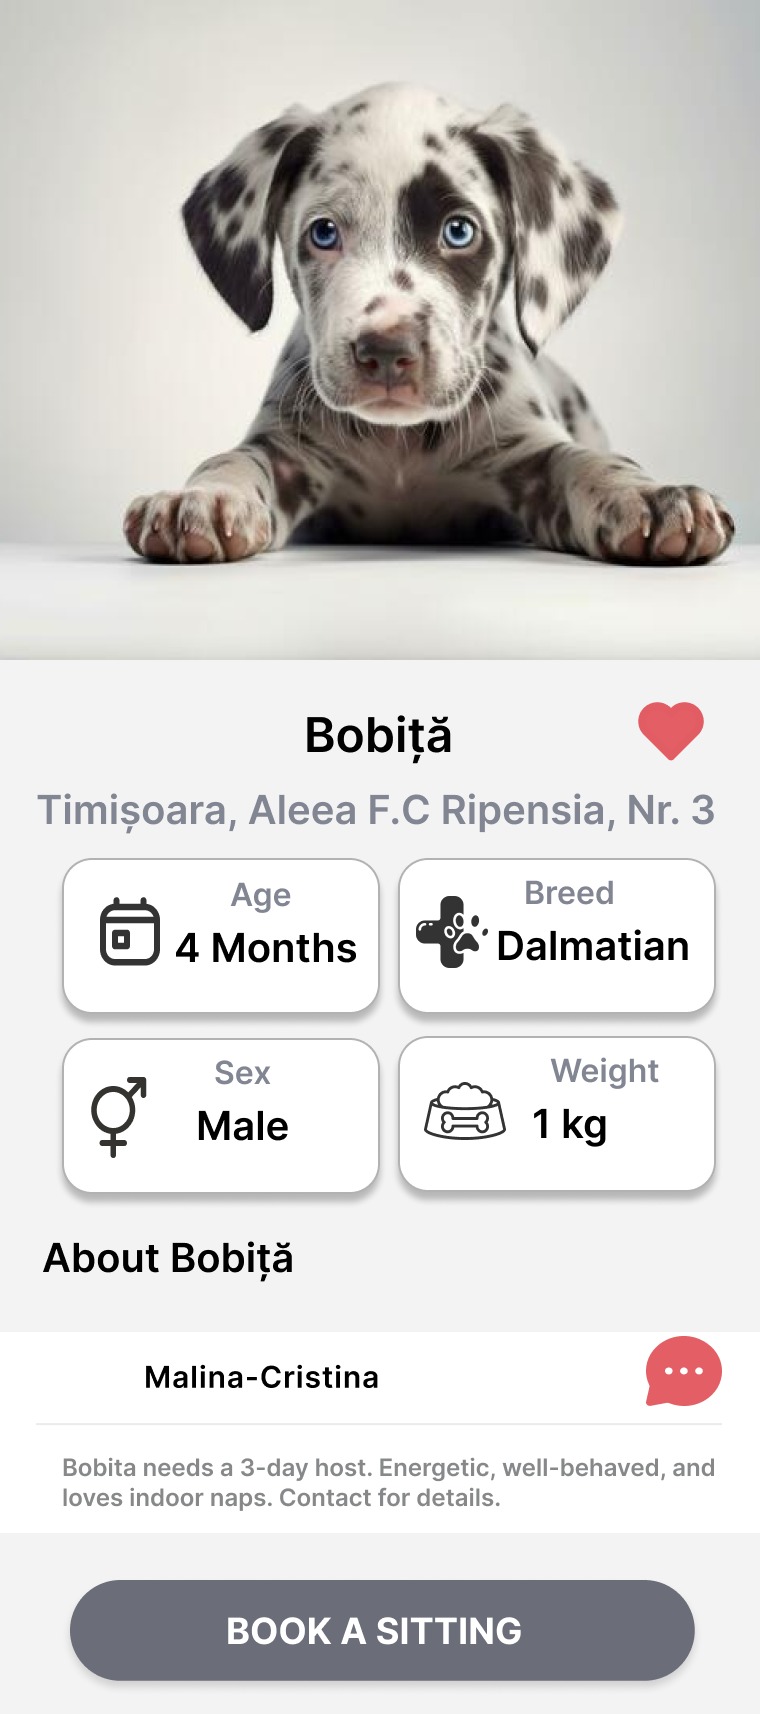 Bobiță
Timișoara, Aleea F.C Ripensia, Nr. 3
Age
4 Months
Breed
Dalmatian
Sex
Male
Weight
1 kg
About Bobiță
Malina-Cristina
Bobita needs a 3-day host. Energetic, well-behaved, and
loves indoor naps. Contact for details.
BOOK A SITTING